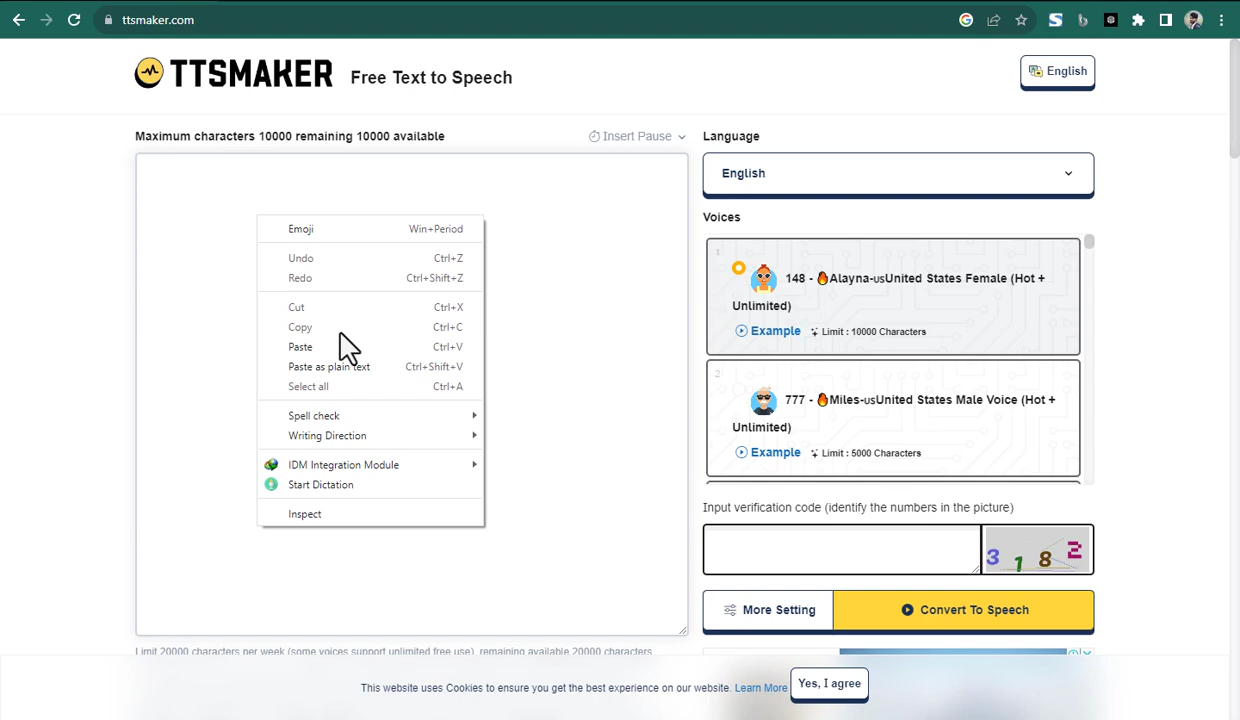 ttsmaker.com
TTSMAKER Free Text to Speech
English
Maximum characters 10000 remaining 10000 available
Insert Pause
Emoji Win+Period
Undo Ctrl+Z
Redo Ctrl+Shift+Z
Cut Ctrl+X
Copy Ctrl+C
Paste Ctrl+V
Paste as plain text Ctrl+Shift+V
Select all Ctrl+A
Spell check
Writing Direction
IDM Integration Module
Start Dictation
Inspect
Limit 20000 characters per week (some voices support unlimited free use), remaining available 20000 characters
Language
English
Voices
1
148 - 🔥Alayna-usUnited States Female (Hot +
Unlimited)
Example Limit : 10000 Characters
2
777 - 🔥Miles-usUnited States Male Voice (Hot +
Unlimited)
Example Limit : 5000 Characters
Input verification code (identify the numbers in the picture)
3 1 8 2
More Setting
Convert To Speech
This website uses Cookies to ensure you get the best experience on our website. Learn More
Yes, I agree